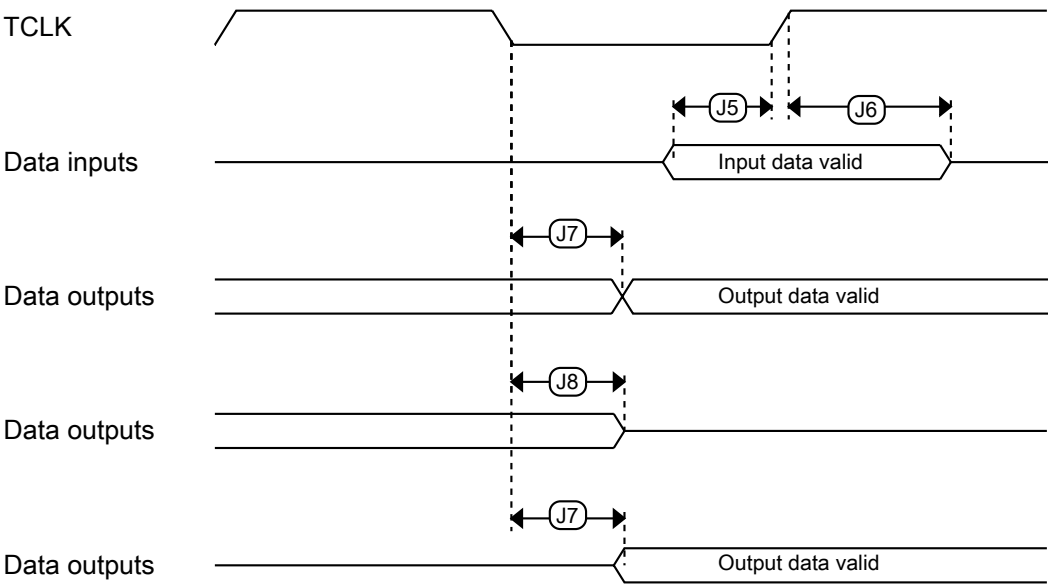 TCLK
J5
J6
Data inputs
Input data valid
J7
Data outputs
Output data valid
J8
Data outputs
J7
Data outputs
Output data valid